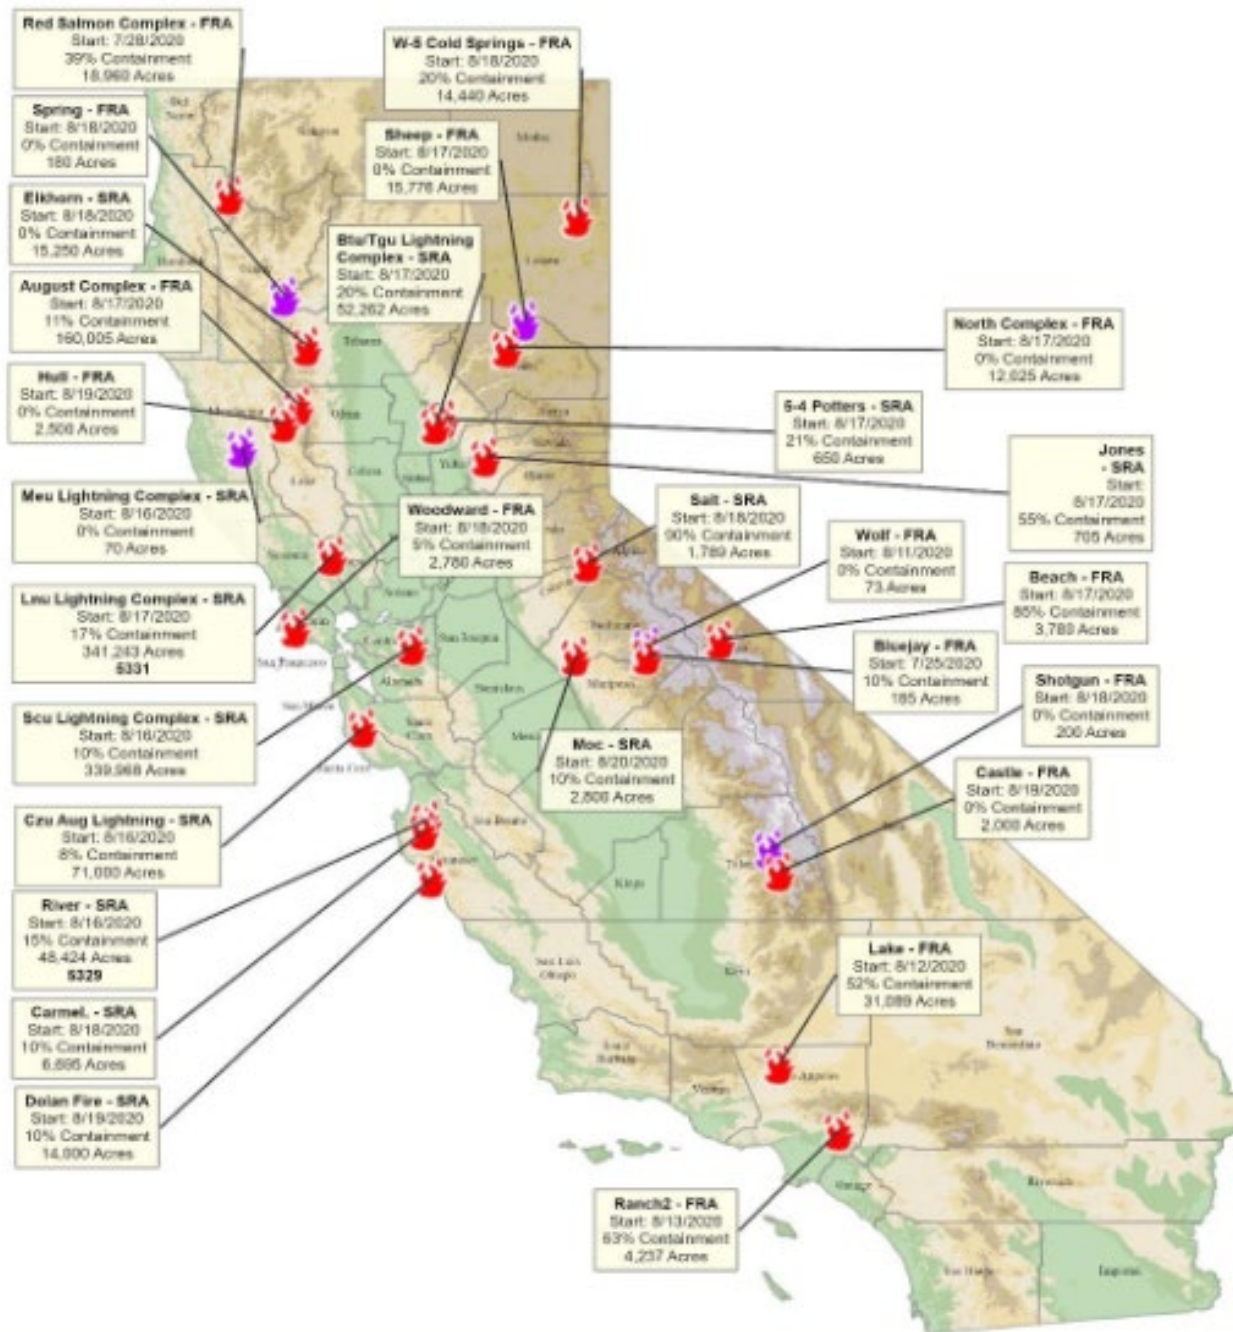 Red Salmon Complex - FRA
Start: 7/28/2020
39% Containment
18,960 Acres
W-5 Cold Springs - FRA
Start: 8/18/2020
20% Containment
14,440 Acres
Spring - FRA
Start: 8/18/2020
0% Containment
180 Acres
Sheep - FRA
Start: 8/17/2020
0% Containment
15,776 Acres
Elkhorn - SRA
Start: 8/18/2020
0% Containment
15,250 Acres
Btu/Tgu Lightning
Complex - SRA
Start: 8/17/2020
20% Containment
52,262 Acres
August Complex - FRA
Start: 8/17/2020
11% Containment
160,005 Acres
North Complex - FRA
Start: 8/17/2020
0% Containment
12,025 Acres
Hull - FRA
Start: 8/19/2020
0% Containment
2,500 Acres
5-4 Potters - SRA
Start: 8/17/2020
21% Containment
650 Acres
Jones
- SRA
Start:
8/17/2020
55% Containment
705 Acres
Meu Lightning Complex - SRA
Start: 8/16/2020
0% Containment
70 Acres
Woodward - FRA
Start: 8/18/2020
5% Containment
2,780 Acres
Salt - SRA
Start: 8/18/2020
90% Containment
1,789 Acres
Wolf - FRA
Start: 8/11/2020
0% Containment
73 Acres
Beach - FRA
Start: 8/17/2020
85% Containment
3,780 Acres
Lnu Lightning Complex - SRA
Start: 8/17/2020
17% Containment
341,243 Acres
5331
Bluejay - FRA
Start: 7/25/2020
10% Containment
185 Acres
Shotgun - FRA
Start: 8/18/2020
0% Containment
200 Acres
Scu Lightning Complex - SRA
Start: 8/16/2020
10% Containment
339,968 Acres
Moc - SRA
Start: 8/20/2020
10% Containment
2,800 Acres
Castle - FRA
Start: 8/19/2020
0% Containment
2,000 Acres
Czu Aug Lightning - SRA
Start: 8/16/2020
8% Containment
71,000 Acres
River - SRA
Start: 8/16/2020
15% Containment
48,424 Acres
5329
Lake - FRA
Start: 8/12/2020
52% Containment
31,089 Acres
Carmel. - SRA
Start: 8/18/2020
10% Containment
6,695 Acres
Dolan Fire - SRA
Start: 8/19/2020
10% Containment
14,000 Acres
Ranch2 - FRA
Start: 8/13/2020
63% Containment
4,237 Acres
San Joaquin
Alameda
Kings
Kern
San Luis
Obispo
Ventura
San
Bernardino
Orange
Riverside
San Diego
Imperial